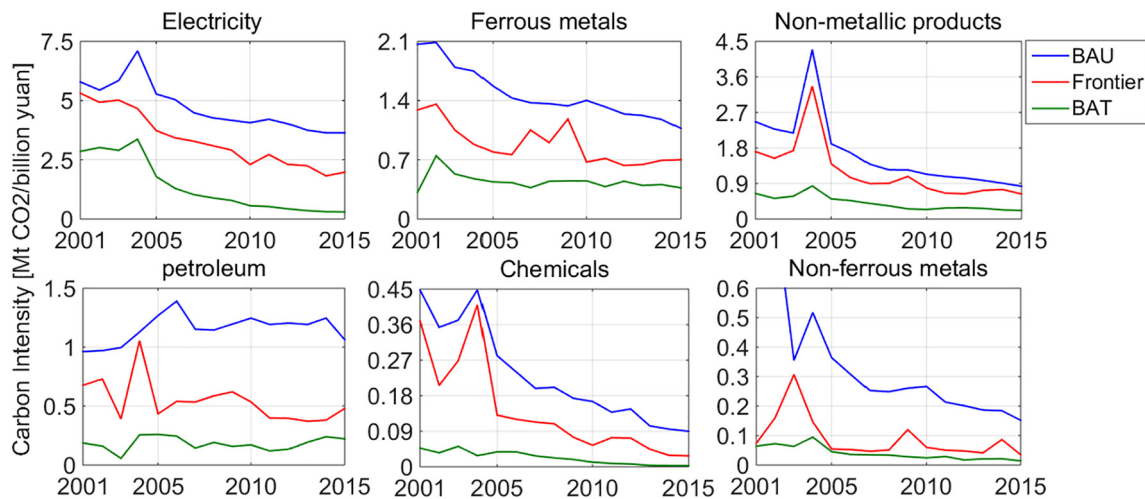 Electricity
Ferrous metals
Non-metallic products
Carbon Intensity [Mt CO2/billion yuan]
7.5
5
2.5
0
2001 2005 2010 2015
2.1
1.4
0.7
0
2001 2005 2010 2015
4.5
3.6
2.7
1.8
0.9
0
2001 2005 2010 2015
BAU
Frontier
BAT
petroleum
Chemicals
Non-ferrous metals
1.5
1
0.5
0
2001 2005 2010 2015
0.45
0.36
0.27
0.18
0.09
0
2001 2005 2010 2015
0.6
0.5
0.4
0.3
0.2
0.1
0
2001 2005 2010 2015